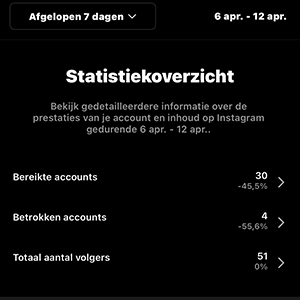 Afgelopen 7 dagen 6 apr. - 12 apr.
Statistiekoverzicht
Bekijk gedetailleerdere informatie over de
prestaties van je account en inhoud op Instagram
gedurende 6 apr. - 12 apr..
Bereikte accounts 30
-45,5%
Betrokken accounts 4
-55,6%
Totaal aantal volgers 51
0%